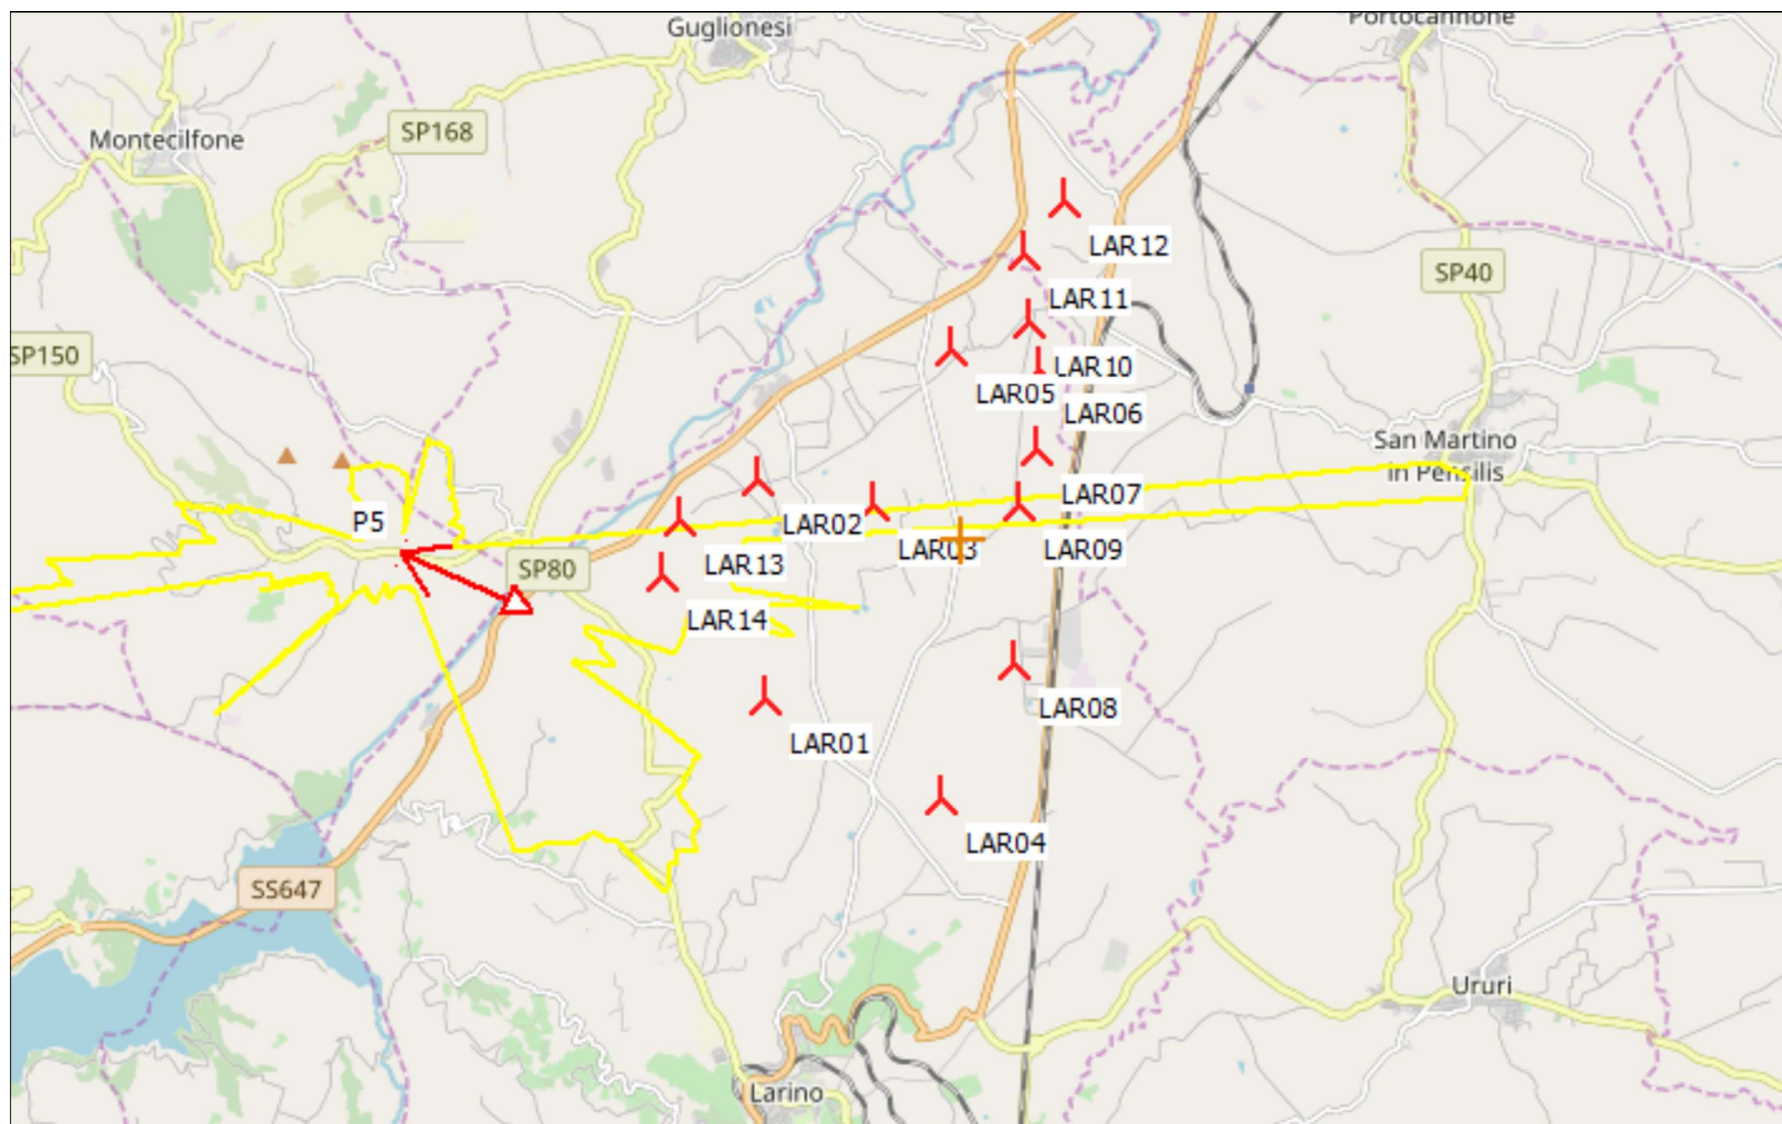 Guglionesi
Portocannone
SP168
Montecilfone
LAR12
SP40
LAR11
SP150
LAR10
LAR05
LAR06
San Martino
in Pensilis
LAR07
P5
LAR02
LAR03
LAR09
LAR13
SP80
LAR14
LAR08
LAR01
LAR04
SS647
Ururi
Larino